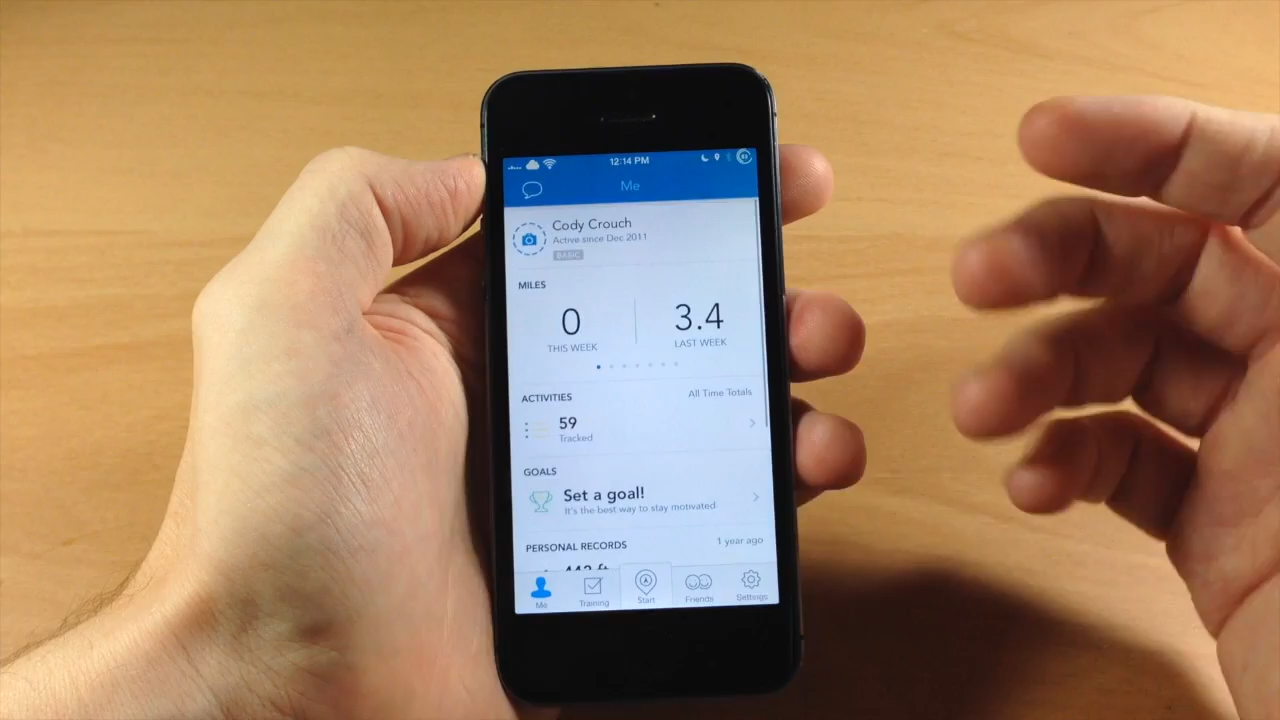 12:14 PM
Me
Cody Crouch
Active since Dec 2011
BASIC
MILES
0
3.4
THIS WEEK
LAST WEEK
ACTIVITIES
All Time Totals
59
Tracked
GOALS
Set a goal!
It's the best way to stay motivated
PERSONAL RECORDS
1 year ago
Me
Training
Start
Friends
Settings